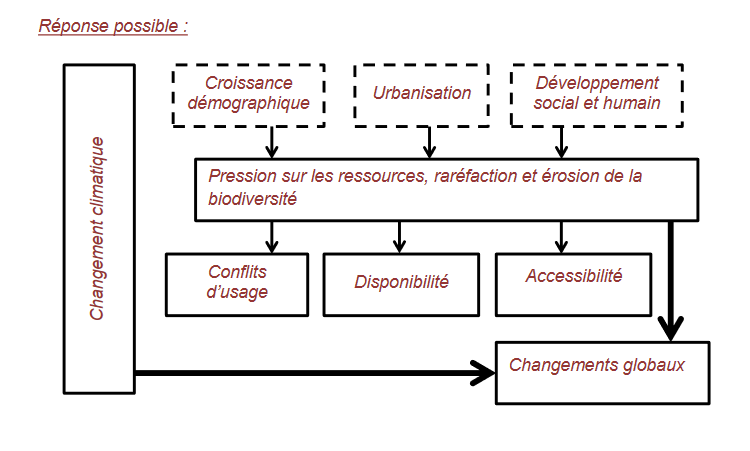 Réponse possible :
Changement climatique
Croissance
démographique
Urbanisation
Développement
social et humain
Pression sur les ressources, raréfaction et érosion de la
biodiversité
Conflits
d'usage
Disponibilité
Accessibilité
Changements globaux